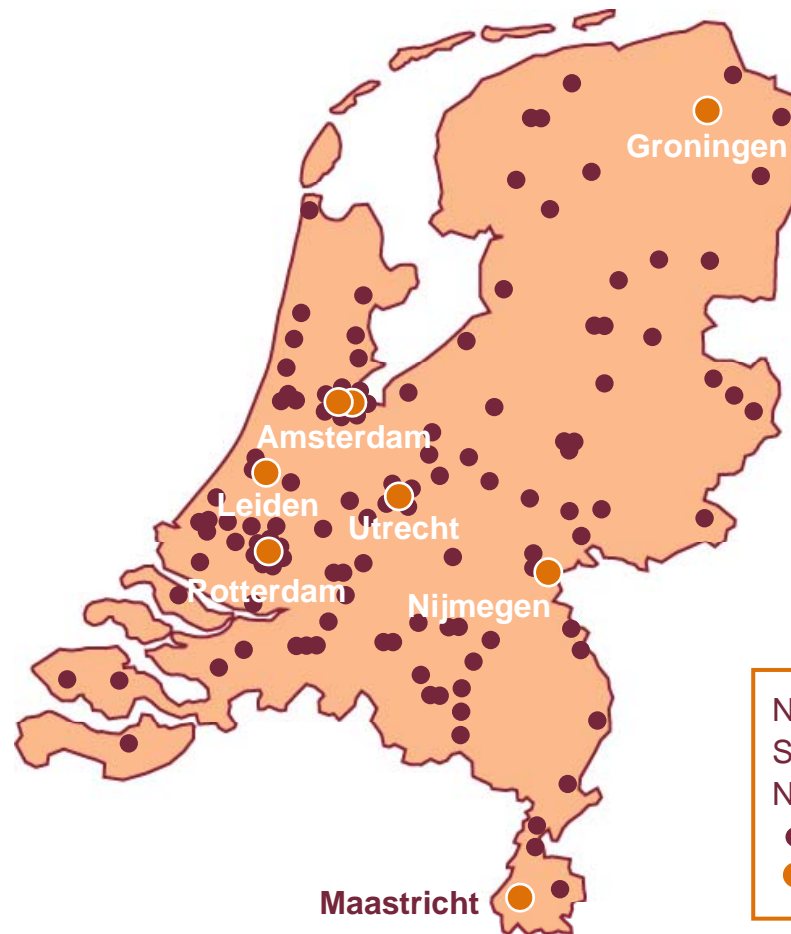 Groningen
Amsterdam
Leiden
Utrecht
Rotterdam
Nijmegen
N
S
N
Maastricht